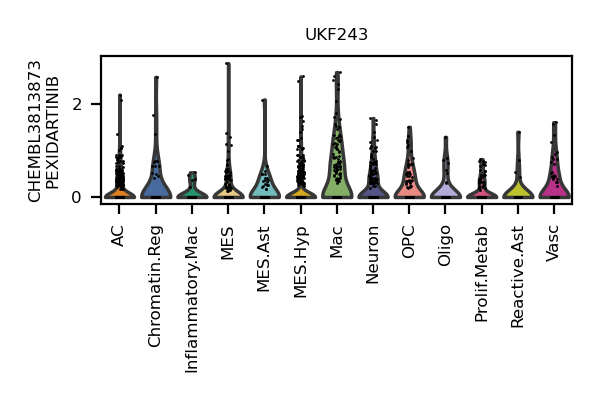 UKF243
CHEMBL3813873
PEXIDARTINIB
2
0
AC
Chromatin.Reg
Inflammatory.Mac
MES
MES.Ast
MES.Hyp
Mac
Neuron
OPC
Oligo
Prolif.Metab
Reactive.Ast
Vasc